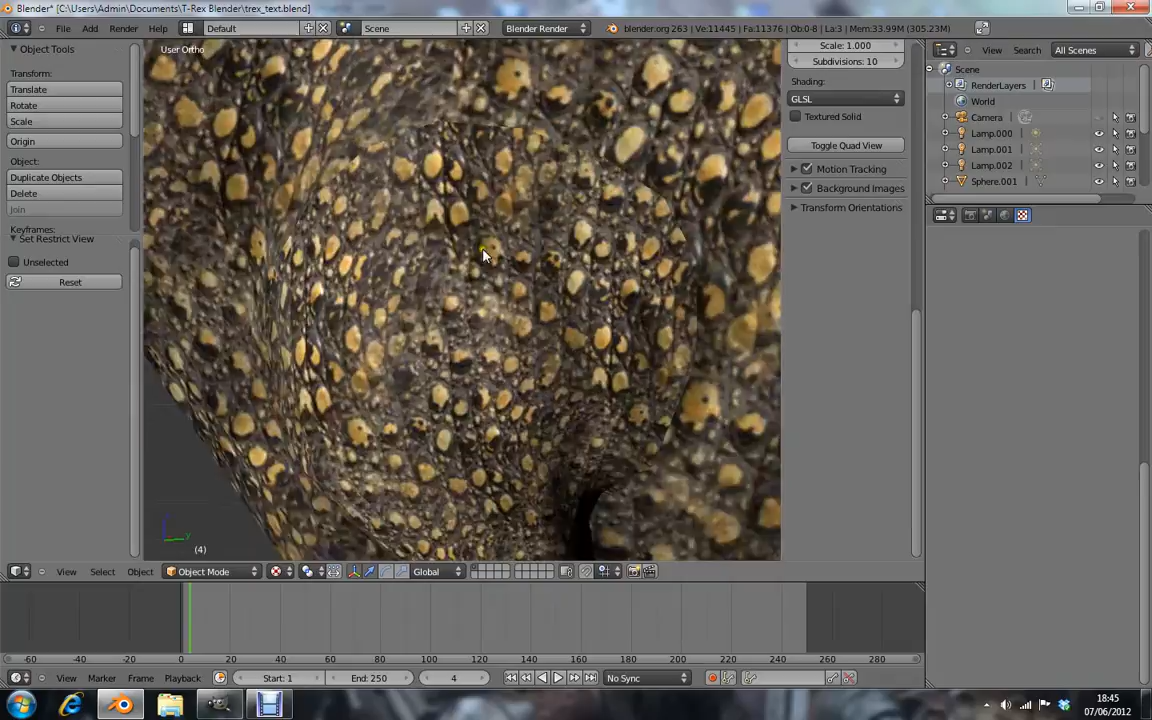 Blender* [C:\Users\Admin\Documents\T-Rex Blender\trex_text.blend]
File Add Render Help Default Scene Blender Render blender.org 263 | Ve:11445 | Fa:11376 | Ob:0-8 | La:3 | Mem:33.99M (305.23M)
Object Tools
Transform:
Translate
Rotate
Scale
Origin
Object:
Duplicate Objects
Delete
Join
Keyframes:
Set Restrict View
Unselected
Reset
User Ortho
y
(4)
Scale: 1.000
Subdivisions: 10
Shading:
GLSL
Textured Solid
Toggle Quad View
Motion Tracking
Background Images
Transform Orientations
View Search All Scenes
Scene
RenderLayers
World
Camera
Lamp.000
Lamp.001
Lamp.002
Sphere.001
View Select Object Object Mode Global
-60 -40 -20 0 20 40 60 80 100 120 140 160 180 200 220 240 260 280
View Marker Frame Playback Start: 1 End: 250 4 No Sync
18:45
07/06/2012